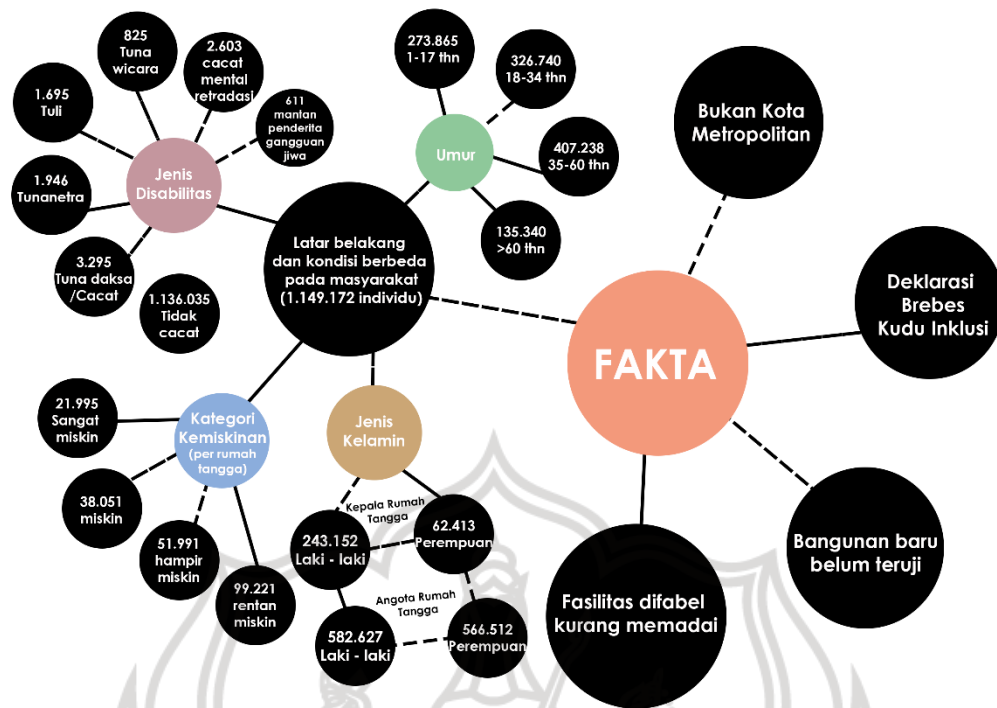 825
Tuna
wicara
2.603
cacat
mental
retradasi
1.695
Tuli
611
mantan
penderita
gangguan
jiwa
Jenis
Disabilitas
1.946
Tunanetra
3.295
Tuna daksa
/Cacat
1.136.035
Tidak
cacat
273.865
1-17 thn
326.740
18-34 thn
Umur
407.238
35-60 thn
135.340
>60 thn
Latar belakang
dan kondisi berbeda
pada masyarakat
(1.149.172 individu)
Bukan Kota
Metropolitan
Deklarasi
Brebes
Kudu Inklusi
FAKTA
Bangunan baru
belum teruji
Fasilitas difabel
kurang memadai
21.995
Sangat
miskin
Kategori
Kemiskinan
(per rumah
tangga)
38.051
miskin
51.991
hampir
miskin
99.221
rentan
miskin
Jenis
Kelamin
Kepala Rumah
Tangga
243.152
Laki - laki
62.413
Perempuan
Angota Rumah
Tangga
582.627
Laki - laki
566.512
Perempuan